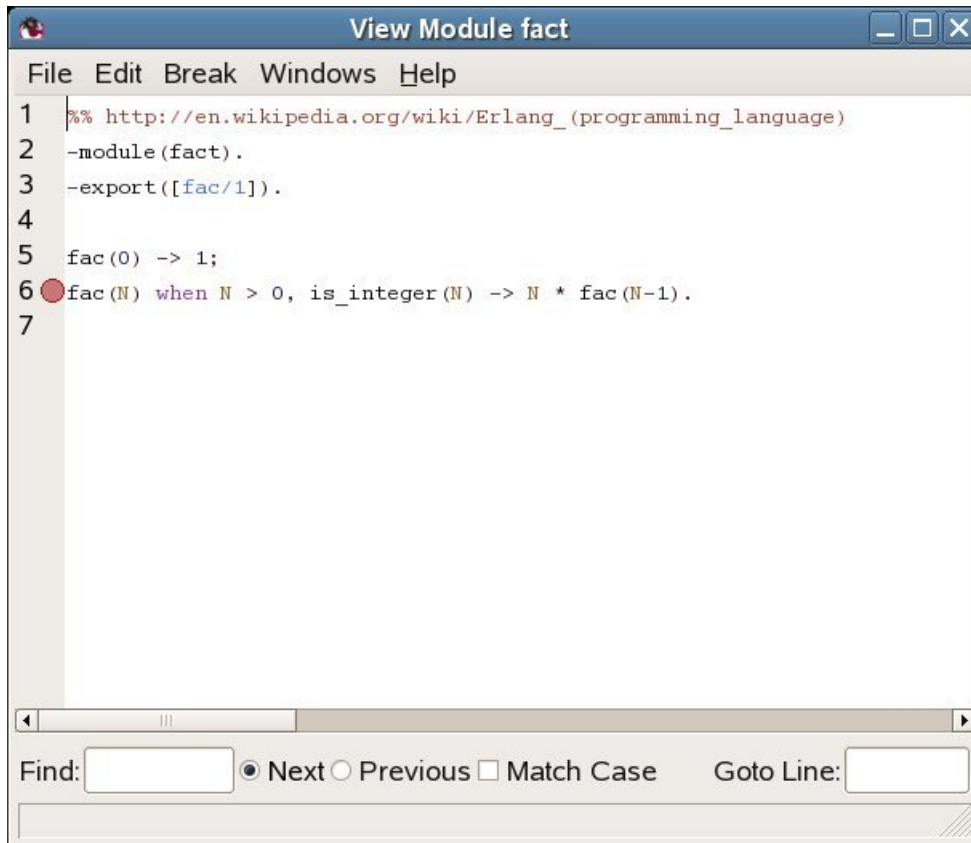 View Module fact
File Edit Break Windows Help
1 %% http://en.wikipedia.org/wiki/Erlang_(programming_language)
2 -module(fact).
3 -export([fac/1]).
4
5 fac(0) -> 1;
6 fac(N) when N > 0, is_integer(N) -> N * fac(N-1).
7
Find: Next Previous Match Case Goto Line: